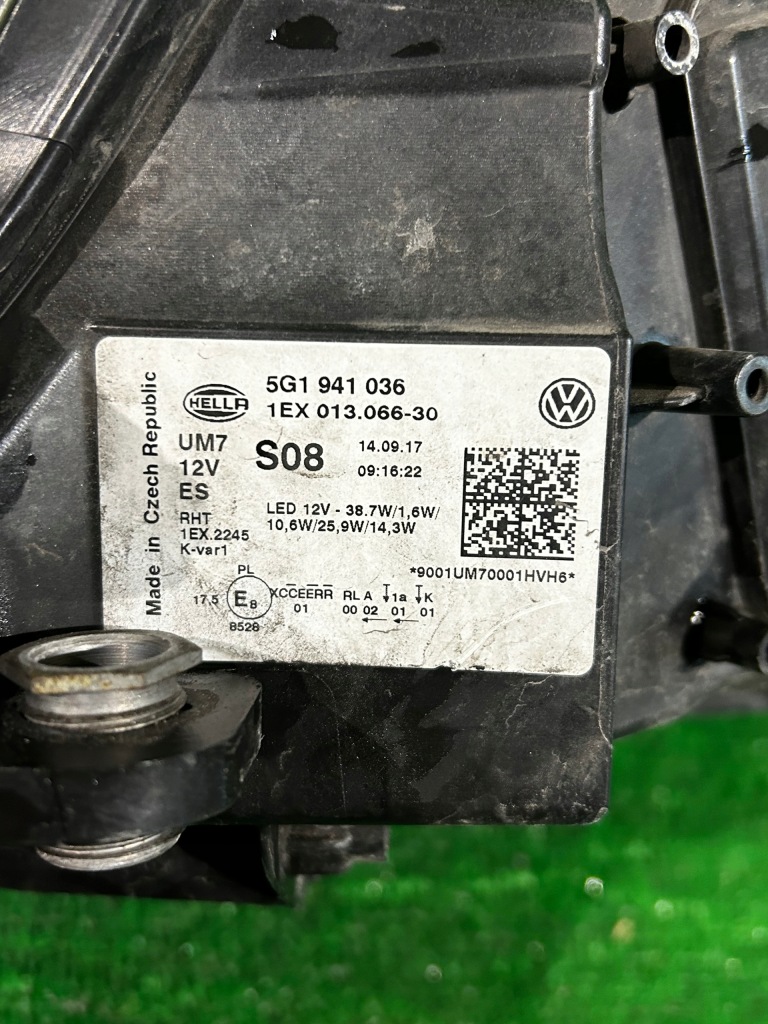 Made in Czech Republic
HELLA
5G1 941 036
1EX 013.066-30
UM7
12V
ES
S08
14.09.17
09:16:22
RHT
1EX.2245
K-var1
LED 12V - 38.7W/1,6W/
10,6W/25,9W/14,3W
*9001UM70001HVH6*
PL
17,5 E8 XCCEERR RL A 1a K
01 00 02 01 01
8528